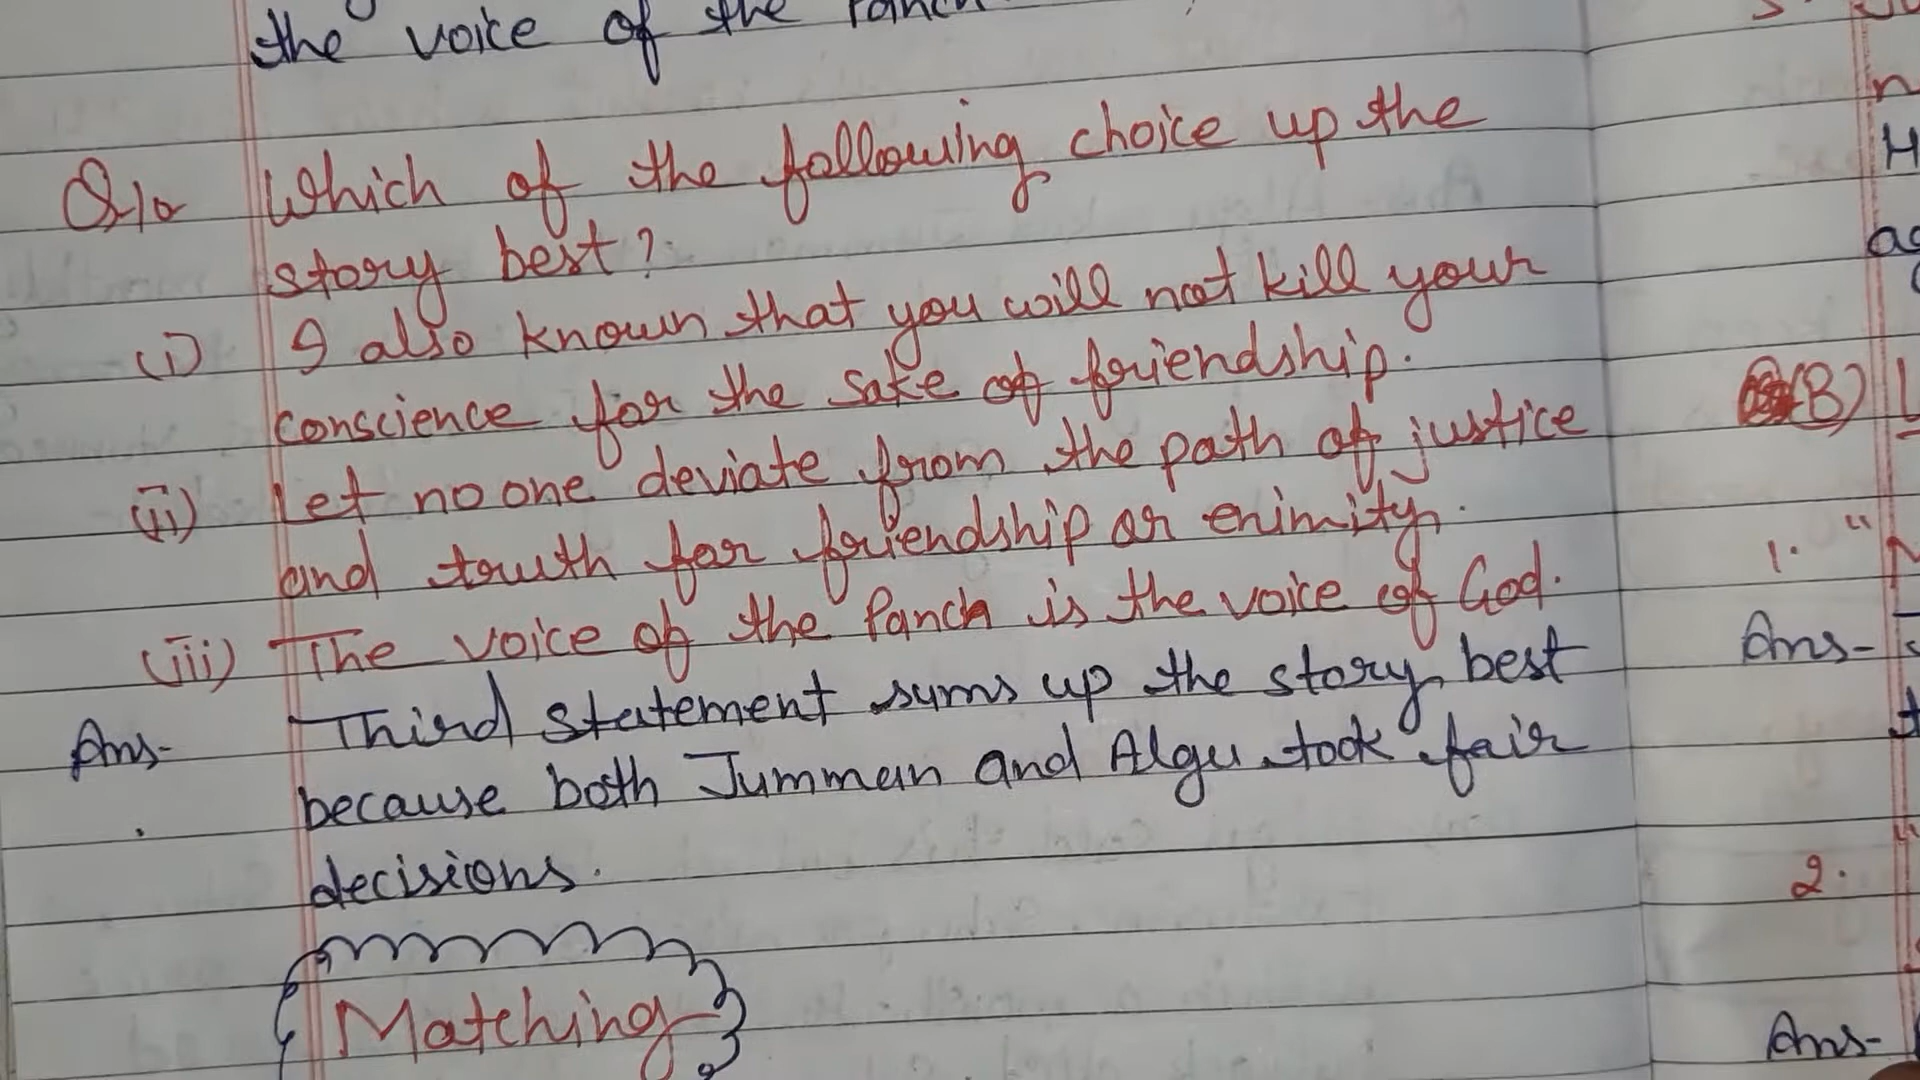 the voice of the Panch
Q.10 Which of the following choice up the
story best?
(i) I also known that you will not kill your
conscience for the sake of friendship.
(ii) Let no one deviate from the path of justice
and truth for friendship or enimity.
(iii) The voice of the Panch is the voice of God.
Ans- Third statement sums up the story best
because both Jumman and Algu took fair
decisions.
Matching
(B)
1. "
Ans-
2.
Ans-